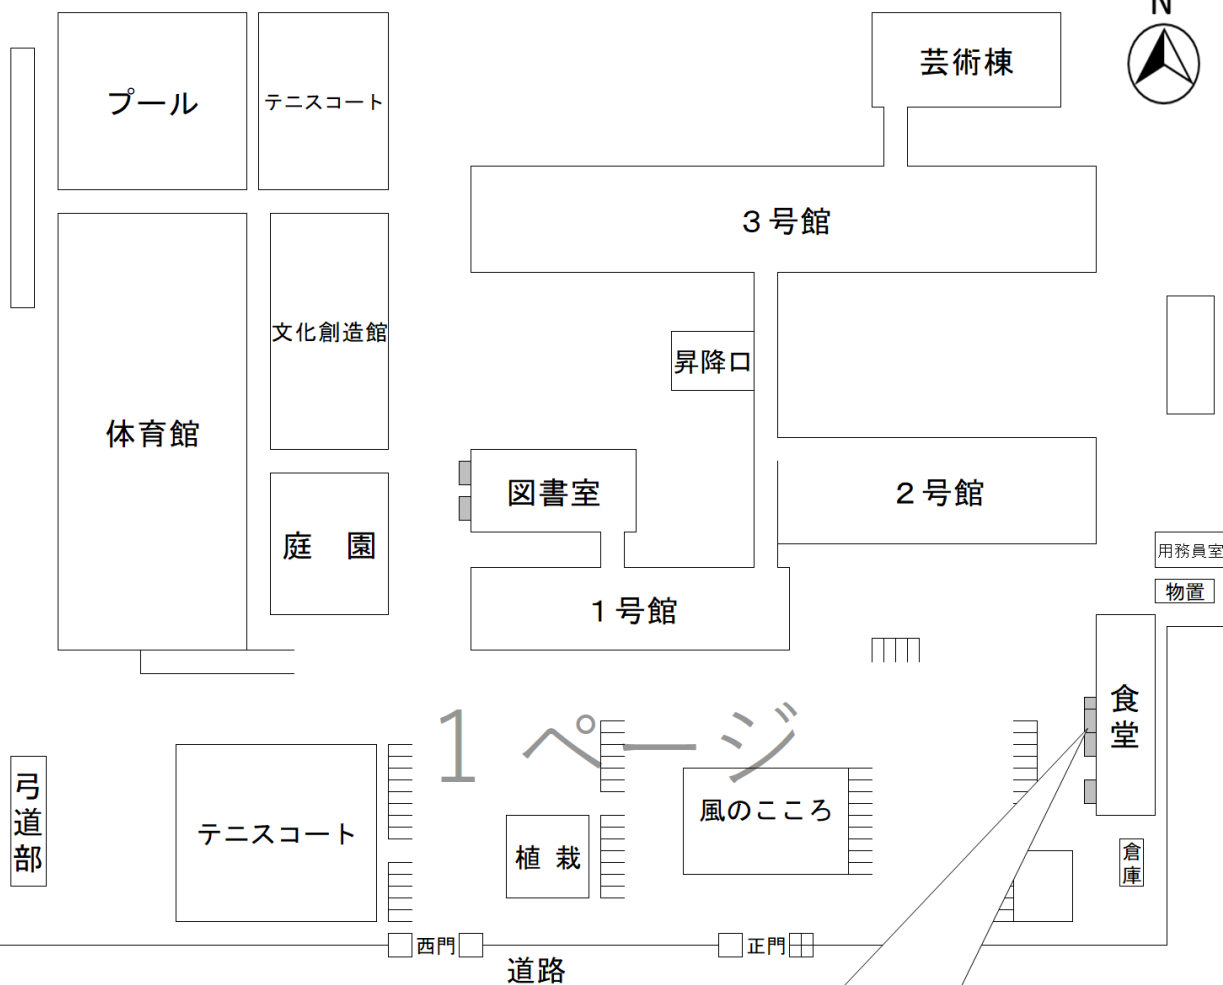 N
芸術棟
プール
テニスコート
３号館
文化創造館
昇降口
体育館
図書室
２号館
庭　園
用務員室
物置
１号館
食堂
1 ページ
弓道部
テニスコート
植 栽
風のこころ
倉庫
西門
正門
道路